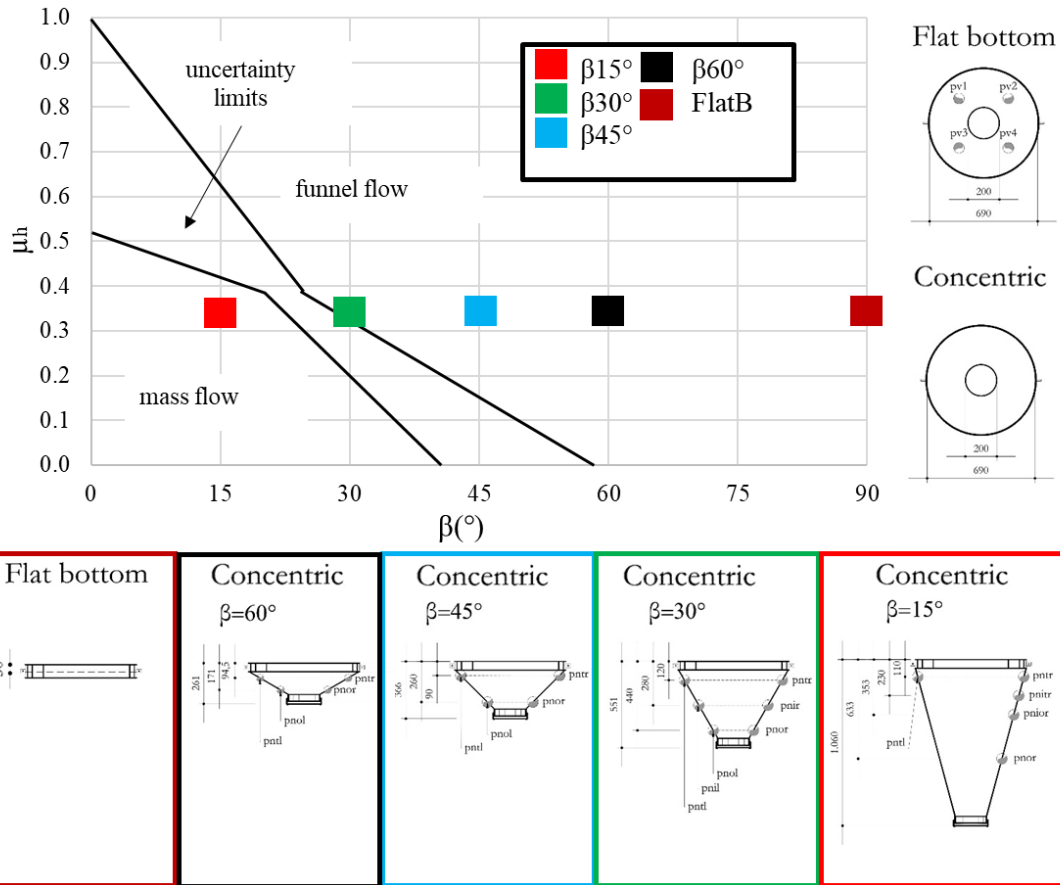 1.0
0.9
0.8
0.7
0.6
0.5
0.4
0.3
0.2
0.1
0.0
μh
uncertainty
limits
funnel flow
mass flow
β15°
β60°
β30°
FlatB
β45°
0
15
30
45
60
75
90
β(°)
Flat bottom
pv1
pv2
pv3
pv4
200
690
Concentric
200
690
Flat bottom
Concentric
β=60°
261
171
94,5
pntr
pnor
pnol
pntl
Concentric
β=45°
366
260
90
pntr
pnor
pnol
pntl
Concentric
β=30°
551
440
280
120
pntr
pnir
pnor
pnol
pnil
pntl
Concentric
β=15°
1.060
633
353
230
110
pntr
pnitr
pnior
pnor
pntl